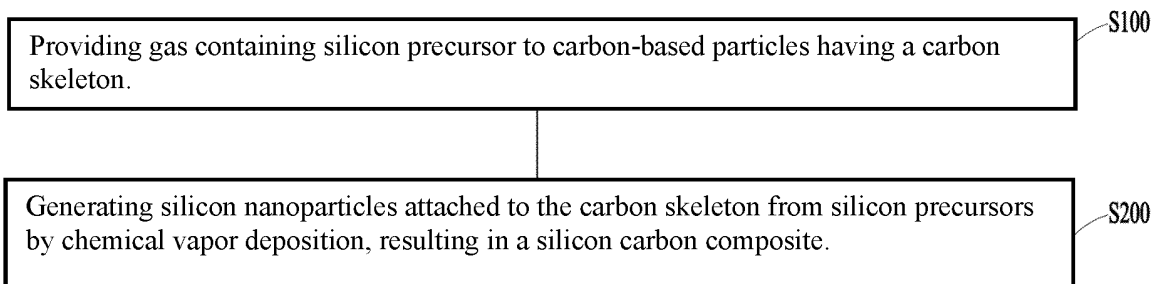 S100
Providing gas containing silicon precursor to carbon-based particles having a carbon
skeleton.
Generating silicon nanoparticles attached to the carbon skeleton from silicon precursors
by chemical vapor deposition, resulting in a silicon carbon composite.
S200